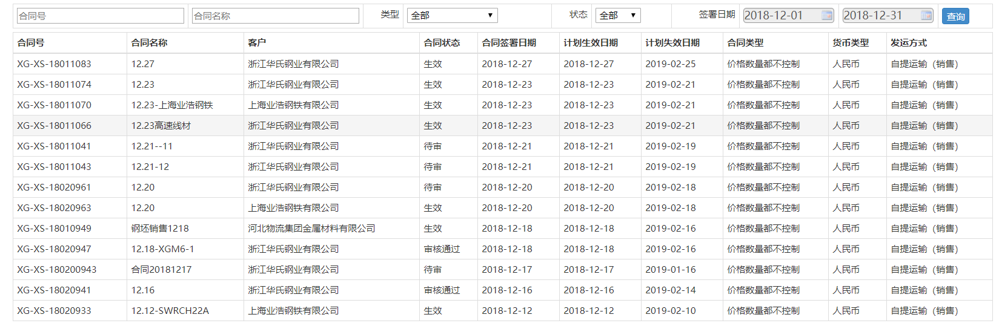 合同号 合同名称 类型 全部 状态 全部 签署日期 2018-12-01 2018-12-31 查询
合同号 合同名称 客户 合同状态 合同签署日期 计划生效日期 计划失效日期 合同类型 货币类型 发运方式
XG-XS-18011083 12.27 浙江华氏钢业有限公司 生效 2018-12-27 2018-12-27 2019-02-25 价格数量都不控制 人民币 自提运输（销售）
XG-XS-18011074 12.23 浙江华氏钢业有限公司 生效 2018-12-23 2018-12-23 2019-02-21 价格数量都不控制 人民币 自提运输（销售）
XG-XS-18011070 12.23-上海业浩钢铁 上海业浩钢铁有限公司 生效 2018-12-23 2018-12-23 2019-02-21 价格数量都不控制 人民币 自提运输（销售）
XG-XS-18011066 12.23高速线材 浙江华氏钢业有限公司 生效 2018-12-23 2018-12-23 2019-02-21 价格数量都不控制 人民币 自提运输（销售）
XG-XS-18011041 12.21--11 浙江华氏钢业有限公司 待审 2018-12-21 2018-12-21 2019-02-19 价格数量都不控制 人民币 自提运输（销售）
XG-XS-18011043 12.21-12 浙江华氏钢业有限公司 待审 2018-12-21 2018-12-21 2019-02-19 价格数量都不控制 人民币 自提运输（销售）
XG-XS-18020961 12.20 浙江华氏钢业有限公司 待审 2018-12-20 2018-12-20 2019-02-18 价格数量都不控制 人民币 自提运输（销售）
XG-XS-18020963 12.20 上海业浩钢铁有限公司 生效 2018-12-20 2018-12-20 2019-02-18 价格数量都不控制 人民币 自提运输（销售）
XG-XS-18010949 钢坯销售1218 河北物流集团金属材料有限公司 生效 2018-12-18 2018-12-18 2019-02-16 价格数量都不控制 人民币 自提运输（销售）
XG-XS-18020947 12.18-XGM6-1 浙江华氏钢业有限公司 审核通过 2018-12-18 2018-12-18 2019-02-16 价格数量都不控制 人民币 自提运输（销售）
XG-XS-180200943 合同20181217 浙江华氏钢业有限公司 待审 2018-12-17 2018-12-17 2019-01-16 价格数量都不控制 人民币 自提运输（销售）
XG-XS-18020941 12.16 浙江华氏钢业有限公司 审核通过 2018-12-16 2018-12-16 2019-02-14 价格数量都不控制 人民币 自提运输（销售）
XG-XS-18020933 12.12-SWRCH22A 上海业浩钢铁有限公司 生效 2018-12-12 2018-12-12 2019-02-10 价格数量都不控制 人民币 自提运输（销售）